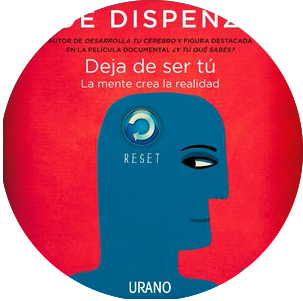 E DISPENZ
AUTOR DE DESARROLLA TU CEREBRO Y FIGURA DESTACADA
EN LA PELÍCULA DOCUMENTAL ¿Y TÚ QUÉ SABES?
Deja de ser tú
La mente crea la realidad
RESET
URANO